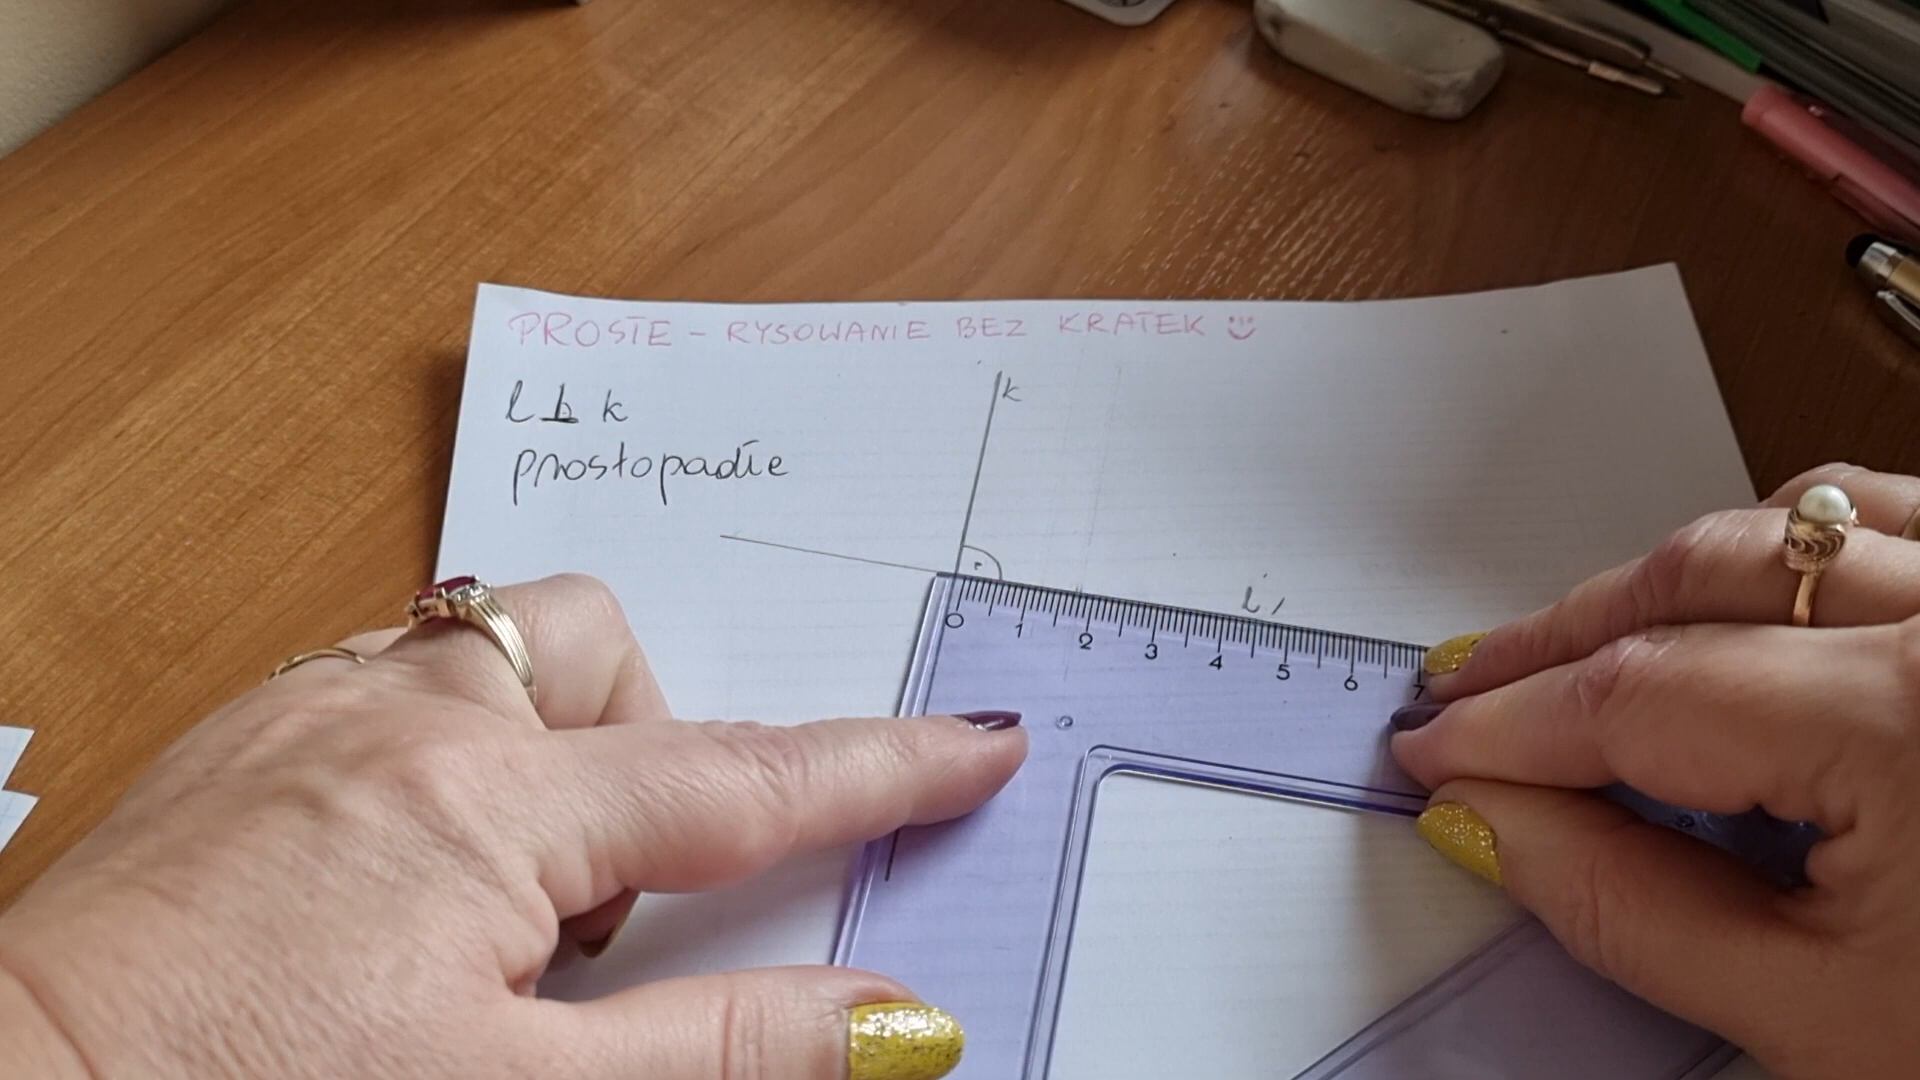 PROSTE - RYSOWANIE BEZ KRATEK
l ⊥ k
prostopadłe
k
l
0 1 2 3 4 5 6 7